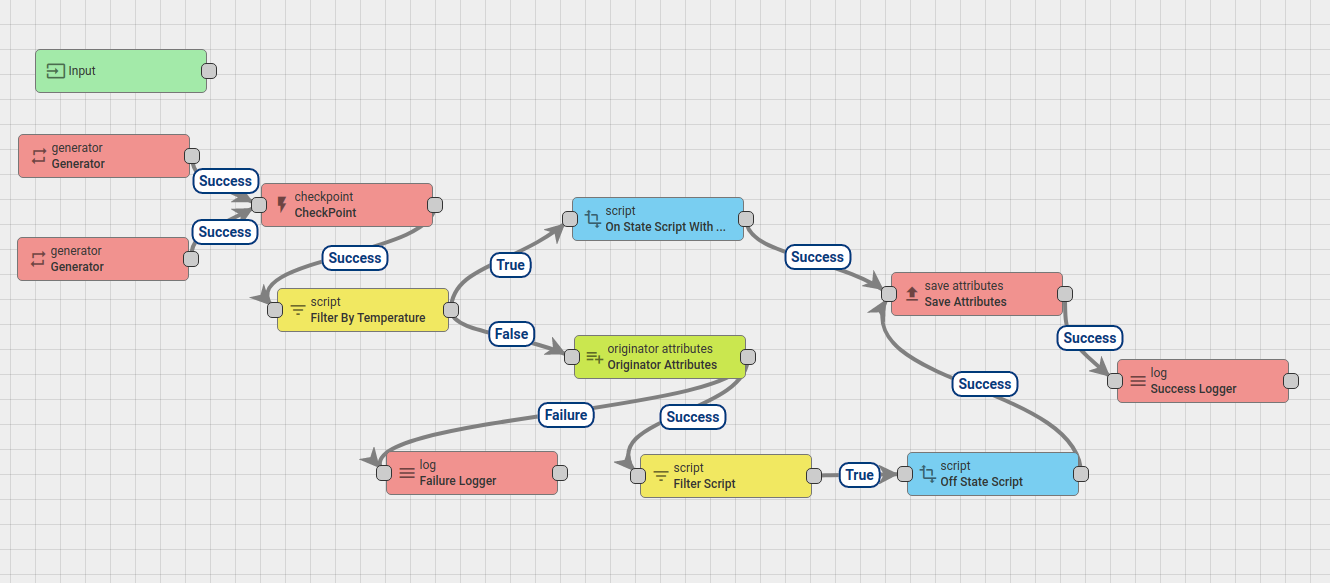 Input
generator
Generator
Success
checkpoint
CheckPoint
Success
generator
Generator
Success
script
Filter By Temperature
True
script
On State Script With ...
Success
False
originator attributes
Originator Attributes
save attributes
Save Attributes
Success
log
Success Logger
Failure
Success
Success
log
Failure Logger
script
Filter Script
True
script
Off State Script